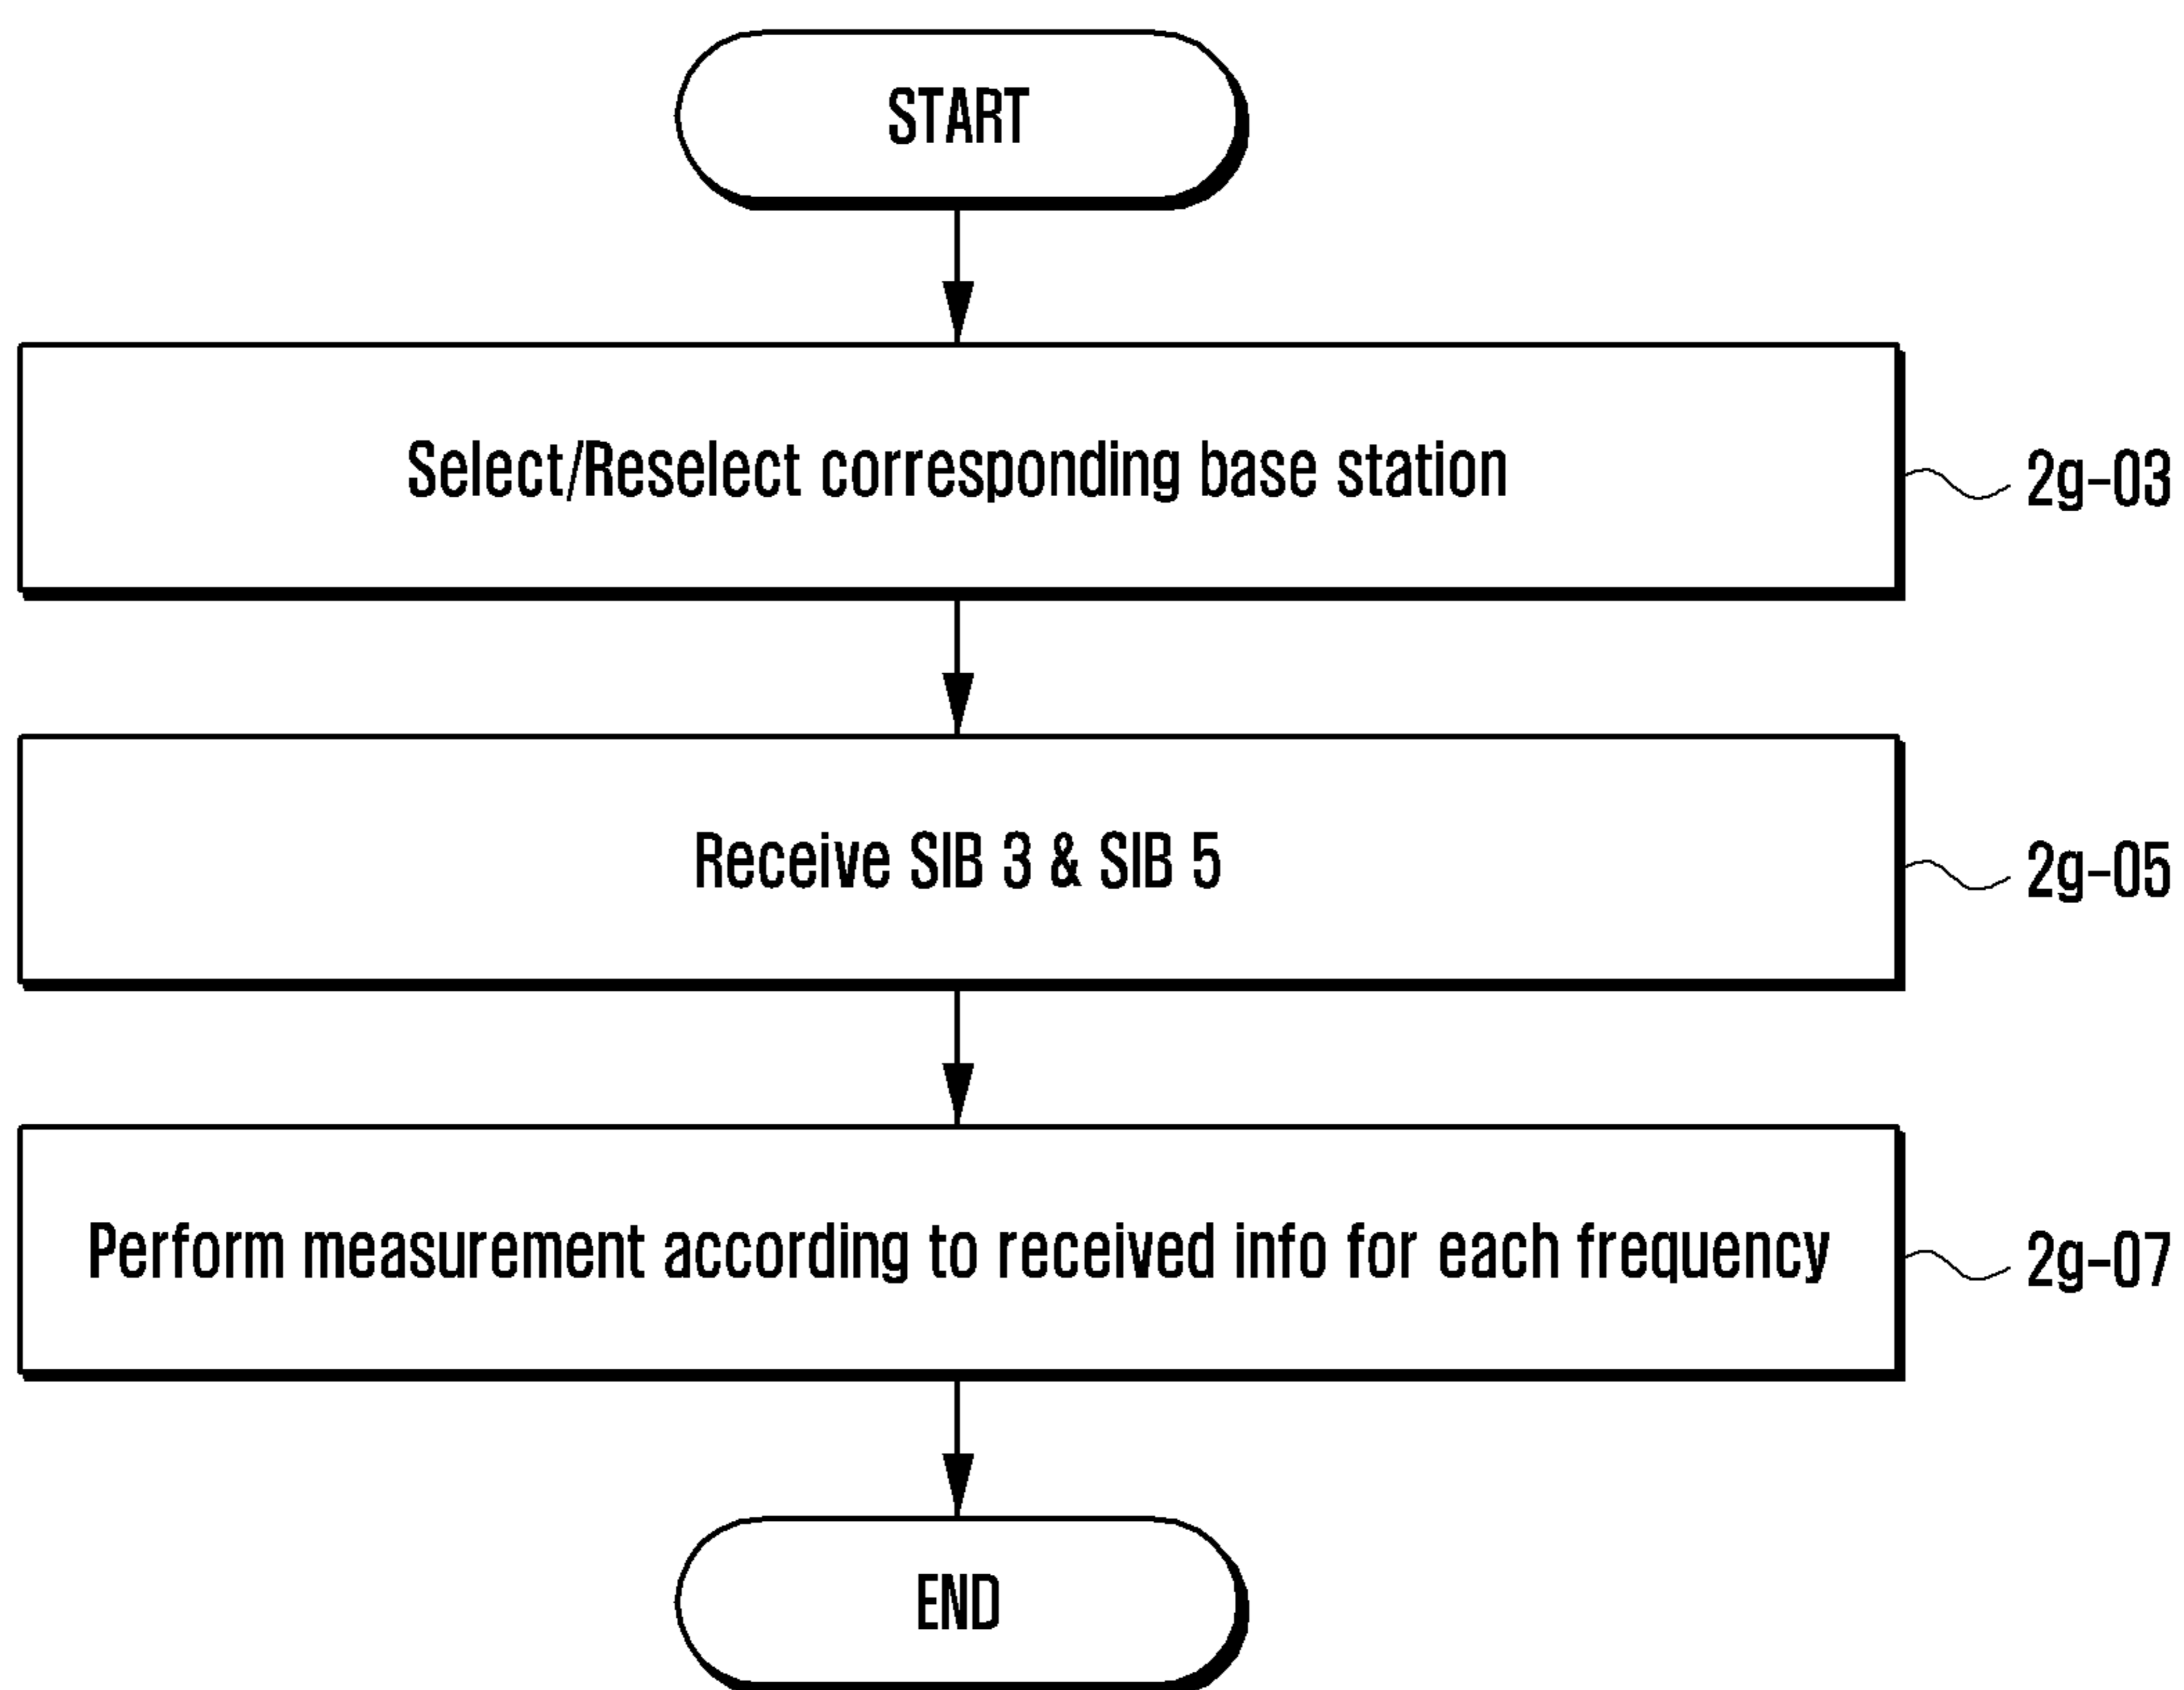 START
Select/Reselect corresponding base station
2g-03
Receive SIB 3 & SIB 5
2g-05
Perform measurement according to received info for each frequency
2g-07
END